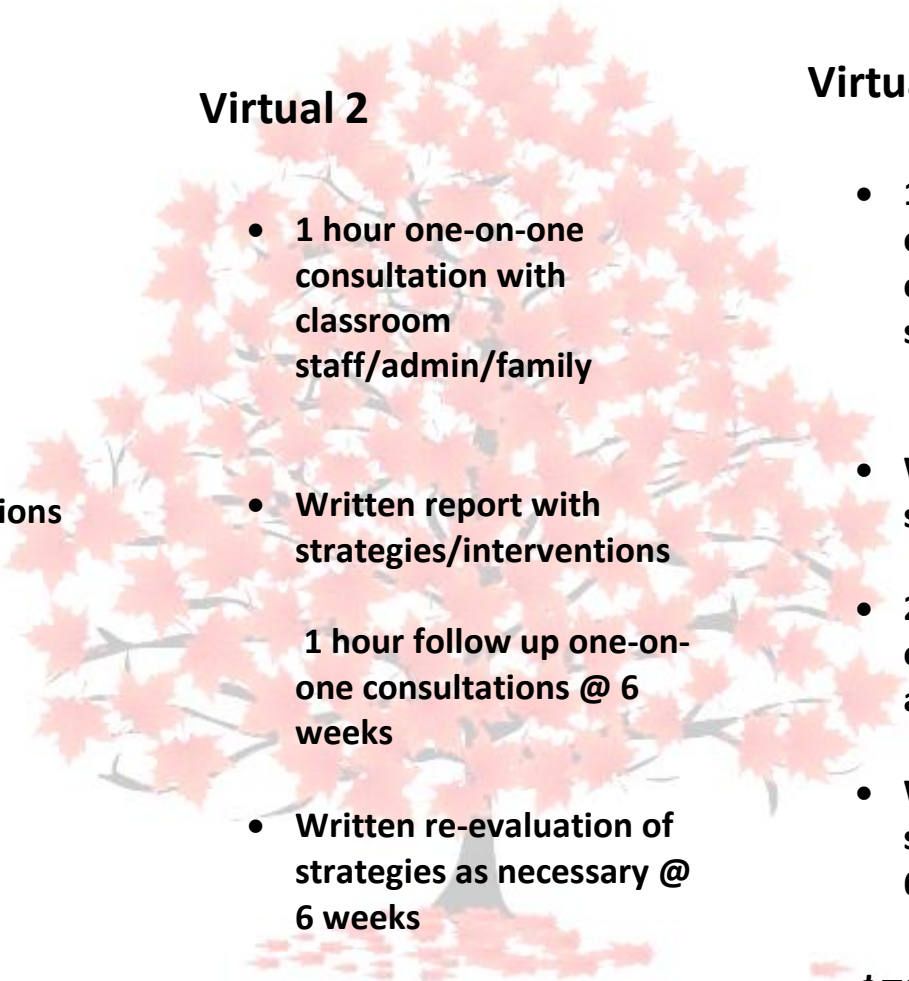 Virtual 2
• 1 hour one-on-one
consultation with
classroom
staff/admin/family
• Written report with
strategies/interventions
1 hour follow up one-on-
one consultations @ 6
weeks
• Written re-evaluation of
strategies as necessary @
6 weeks